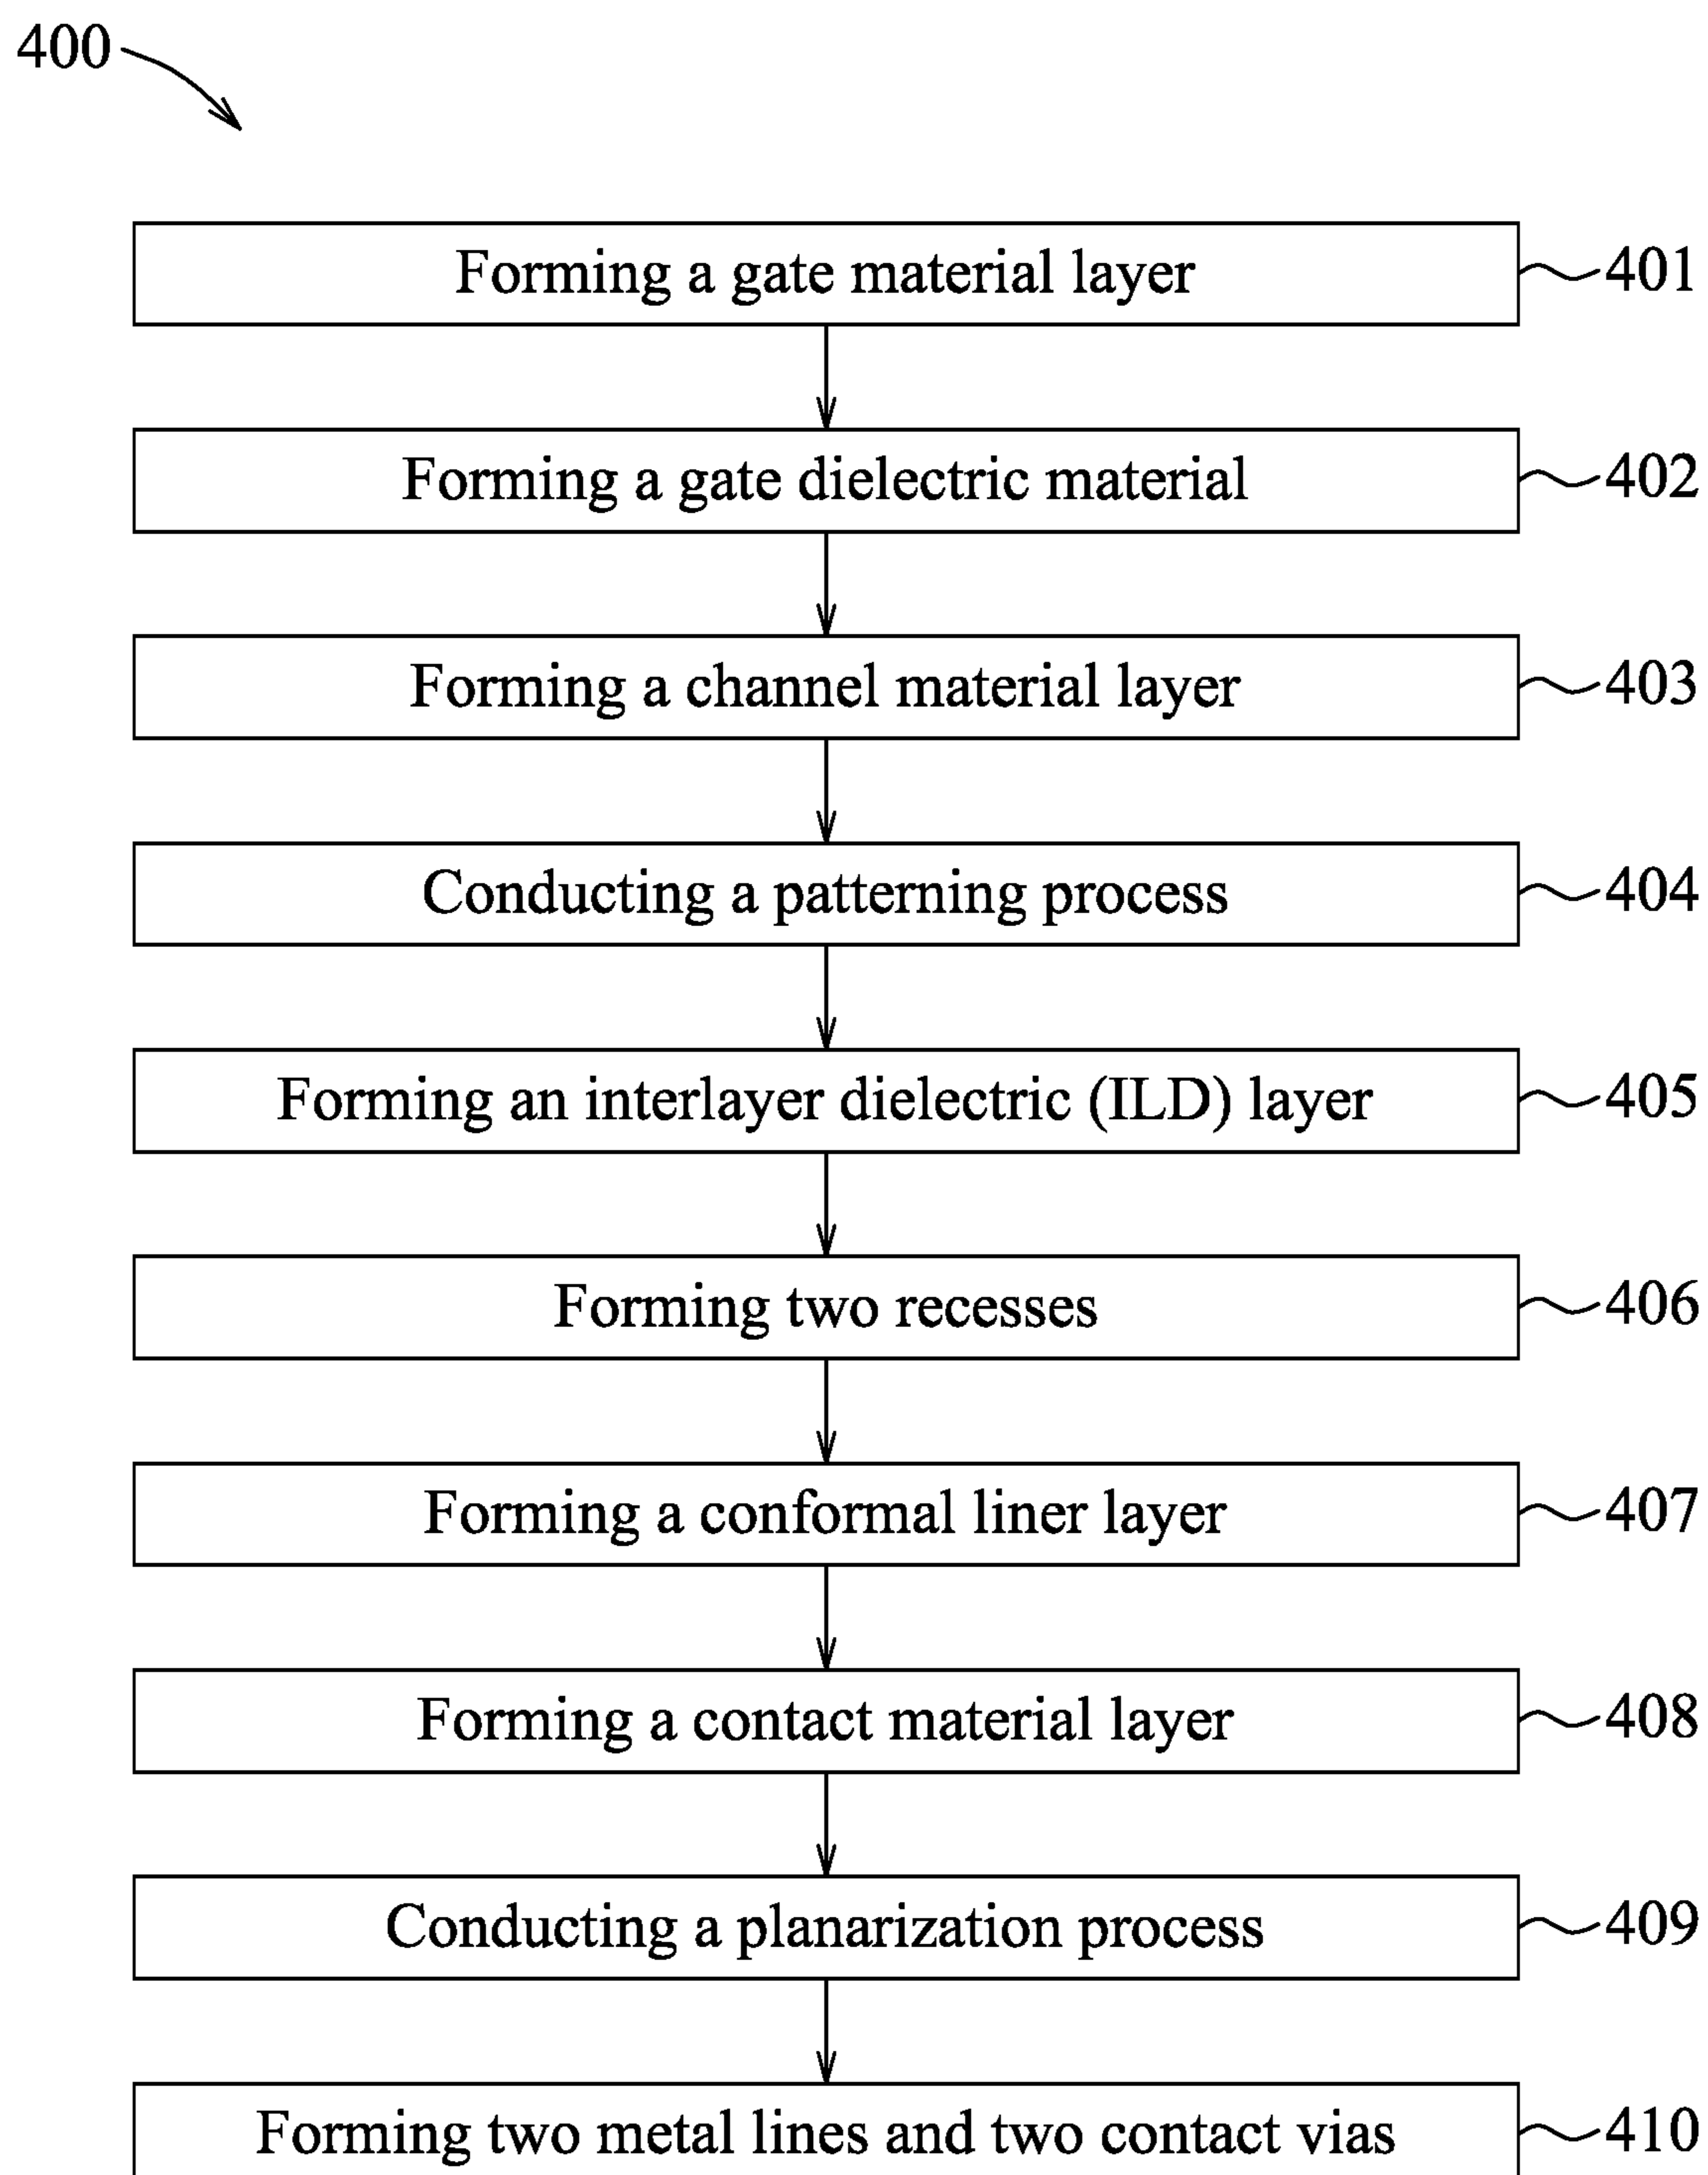 400
Forming a gate material layer 401
Forming a gate dielectric material 402
Forming a channel material layer 403
Conducting a patterning process 404
Forming an interlayer dielectric (ILD) layer 405
Forming two recesses 406
Forming a conformal liner layer 407
Forming a contact material layer 408
Conducting a planarization process 409
Forming two metal lines and two contact vias 410